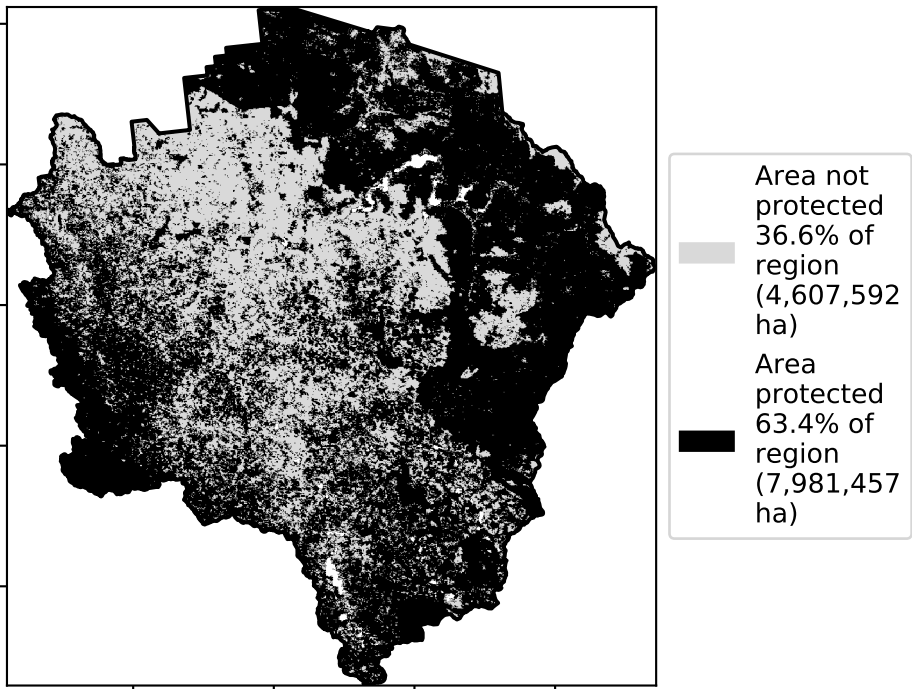 Area not
protected
36.6% of
region
(4,607,592
ha)
Area
protected
63.4% of
region
(7,981,457
ha)